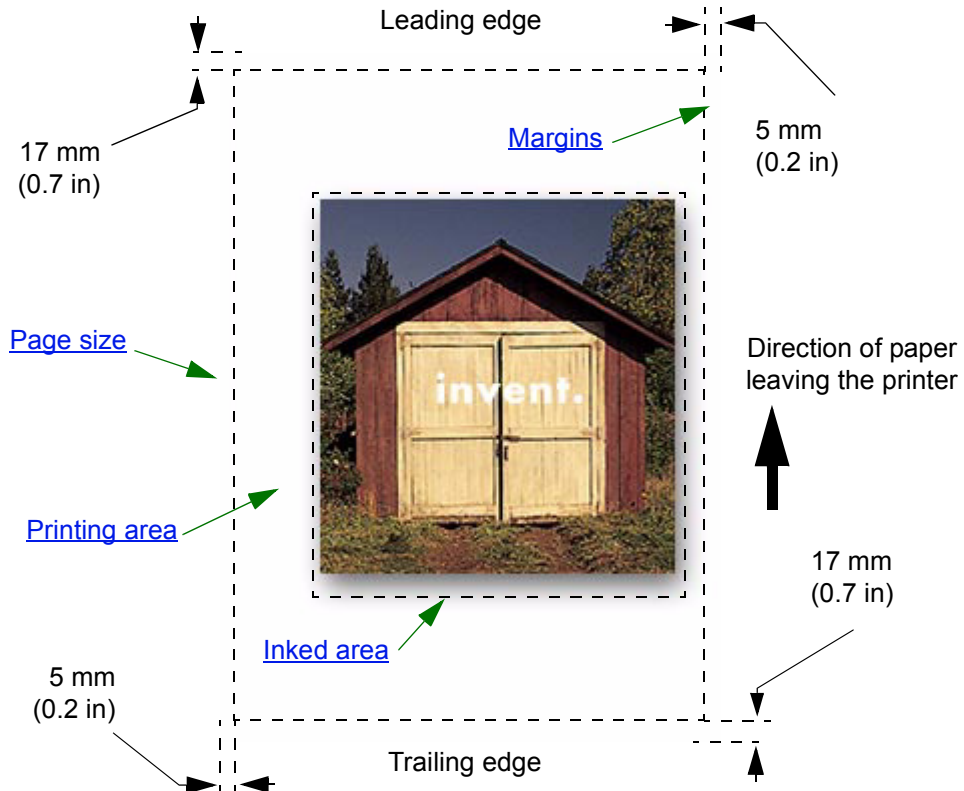 Leading edge
17 mm
(0.7 in)
Margins
5 mm
(0.2 in)
Page size
invent.
Direction of paper
leaving the printer
Printing area
17 mm
(0.7 in)
Inked area
5 mm
(0.2 in)
Trailing edge